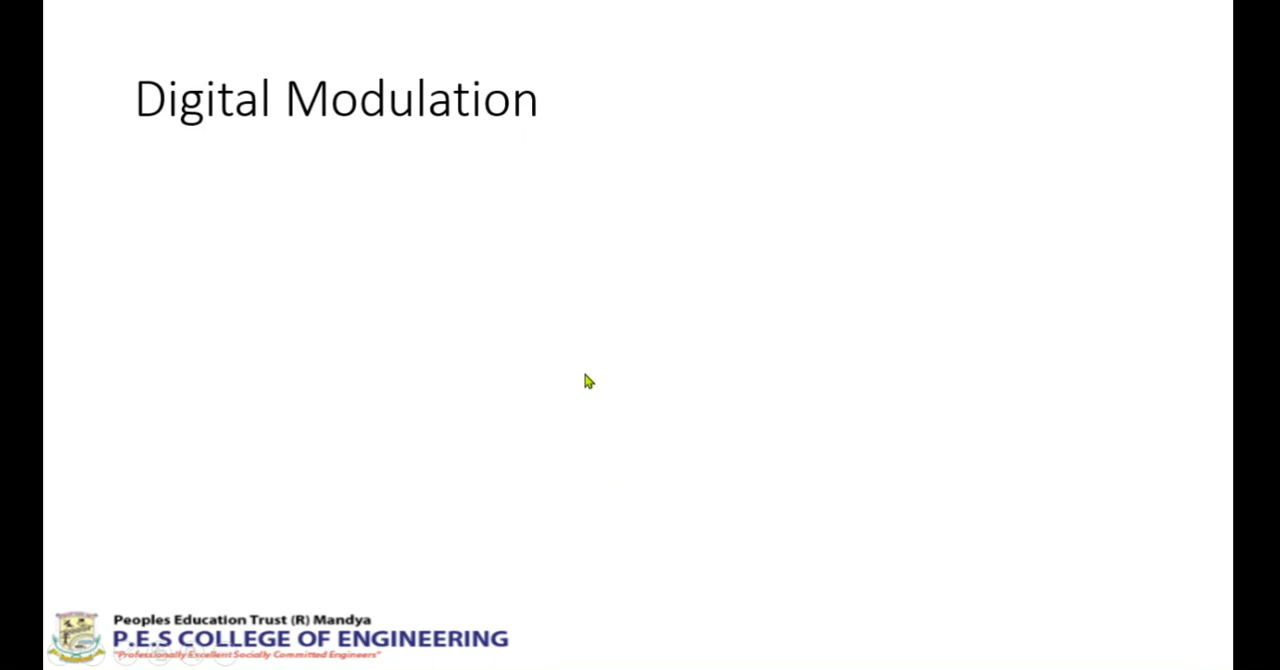 Digital Modulation
Peoples Education Trust (R) Mandya
P.E.S COLLEGE OF ENGINEERING
"Professionally Excellent Socially Committed Engineers"